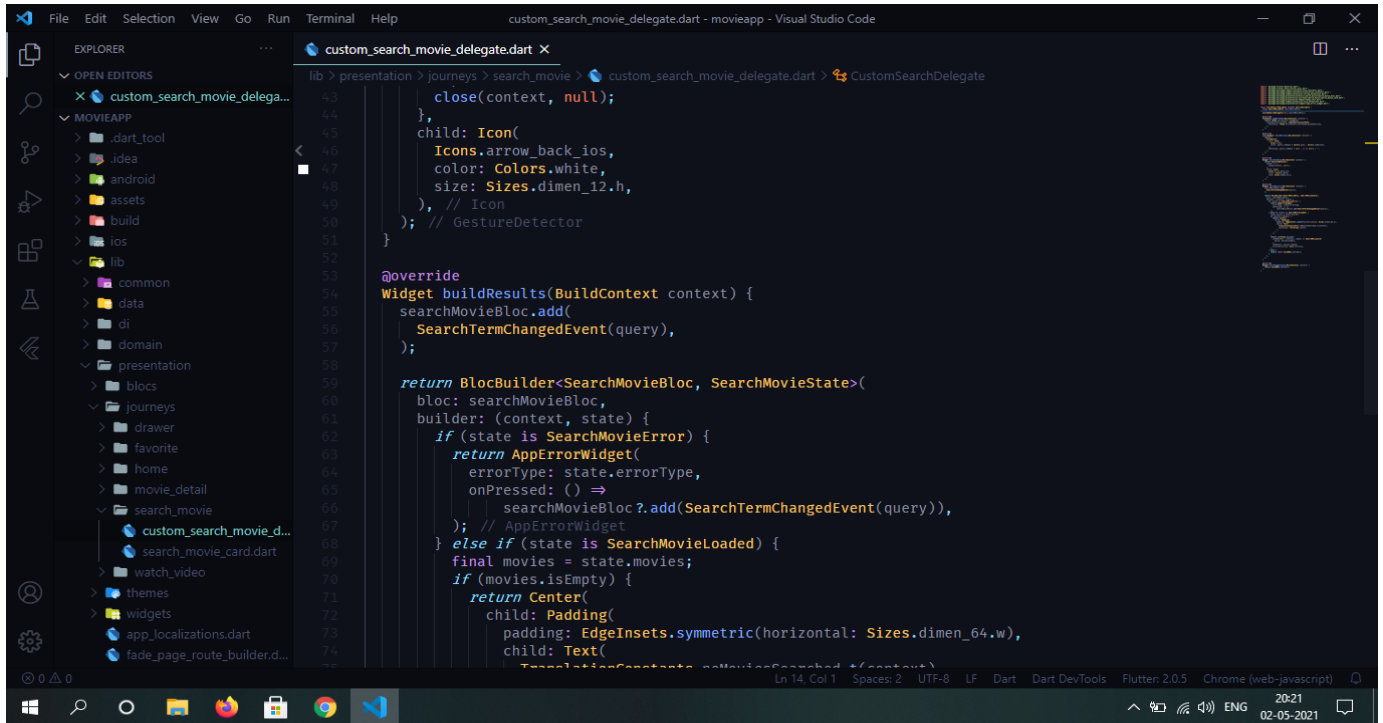 File Edit Selection View Go Run Terminal Help
custom_search_movie_delegate.dart - movieapp - Visual Studio Code
EXPLORER
OPEN EDITORS
custom_search_movie_delega...
MOVIEAPP
.dart_tool
.idea
android
assets
build
ios
lib
common
data
di
domain
presentation
blocs
journeys
drawer
favorite
home
movie_detail
search_movie
custom_search_movie_d...
search_movie_card.dart
watch_video
themes
widgets
app_localizations.dart
fade_page_route_builder.d...
custom_search_movie_delegate.dart
lib > presentation > journeys > search_movie > custom_search_movie_delegate.dart > CustomSearchDelegate
43 close(context, null);
44 },
45 child: Icon(
46 Icons.arrow_back_ios,
47 color: Colors.white,
48 size: Sizes.dimen_12.h,
49 ), // Icon
50 ); // GestureDetector
51 }
52
53 @override
54 Widget buildResults(BuildContext context) {
55 searchMovieBloc.add(
56 SearchTermChangedEvent(query),
57 );
58
59 return BlocBuilder<SearchMovieBloc, SearchMovieState>(
60 bloc: searchMovieBloc,
61 builder: (context, state) {
62 if (state is SearchMovieError) {
63 return AppErrorWidget(
64 errorType: state.errorType,
65 onPressed: () ⇒
66 searchMovieBloc?.add(SearchTermChangedEvent(query)),
67 ); // AppErrorWidget
68 } else if (state is SearchMovieLoaded) {
69 final movies = state.movies;
70 if (movies.isEmpty) {
71 return Center(
72 child: Padding(
73 padding: EdgeInsets.symmetric(horizontal: Sizes.dimen_64.w),
74 child: Text(
75 TranslationConstants.noMoviesSearched.t(context),
0 0
Ln 14, Col 1 Spaces: 2 UTF-8 LF Dart Dart DevTools Flutter: 2.0.5 Chrome (web-javascript)
ENG
20:21
02-05-2021